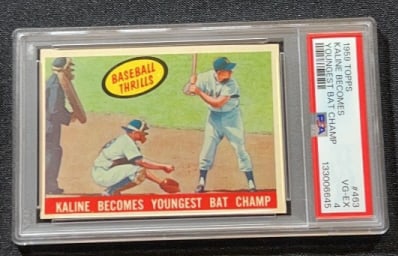 BASEBALL
THRILLS
KALINE BECOMES YOUNGEST BAT CHAMP
1959 TOPPS
KALINE BECOMES
YOUNGEST BAT CHAMP
PSA
#463
VG-EX
4
133006645